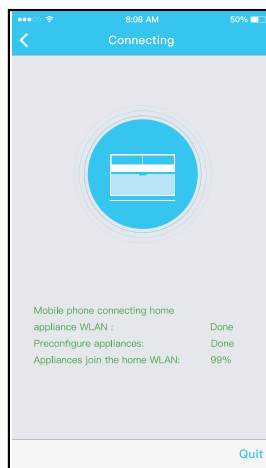 8:08 AM 50%
Connecting
Mobile phone connecting home
appliance WLAN : Done
Preconfigure appliances: Done
Appliances join the home WLAN: 99%
Quit